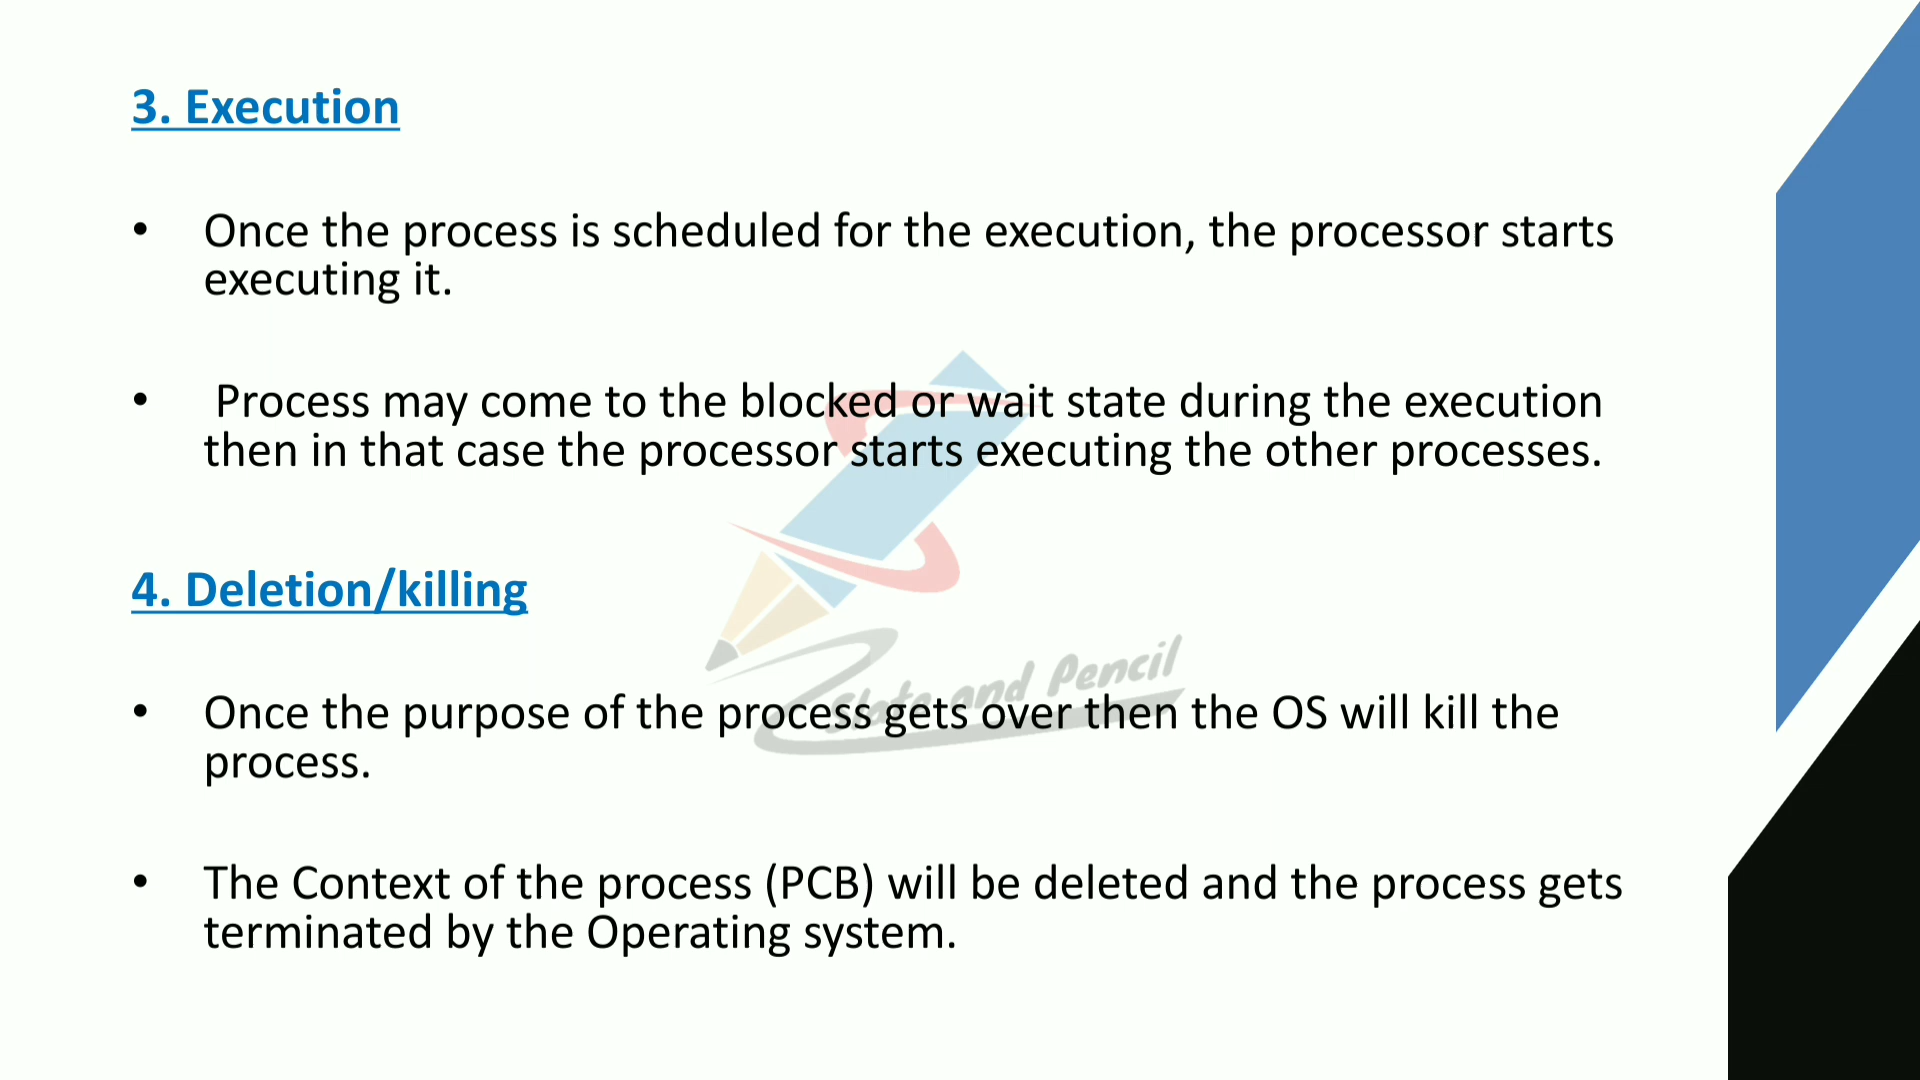 3. Execution
• Once the process is scheduled for the execution, the processor starts
executing it.
• Process may come to the blocked or wait state during the execution
then in that case the processor starts executing the other processes.
4. Deletion/killing
• Once the purpose of the process gets over then the OS will kill the
process.
Slate and Pencil
• The Context of the process (PCB) will be deleted and the process gets
terminated by the Operating system.